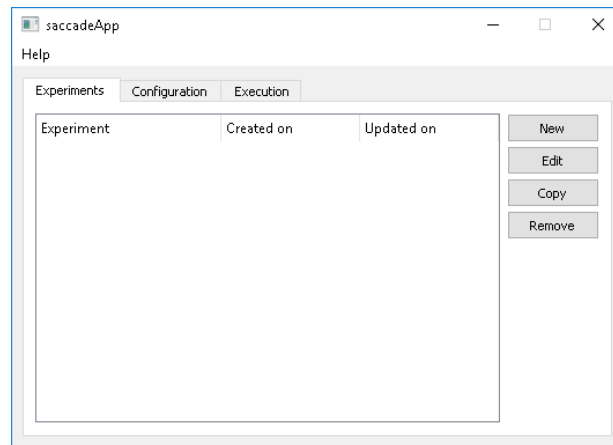 saccadeApp
Help
Experiments Configuration Execution
Experiment Created on Updated on
New
Edit
Copy
Remove